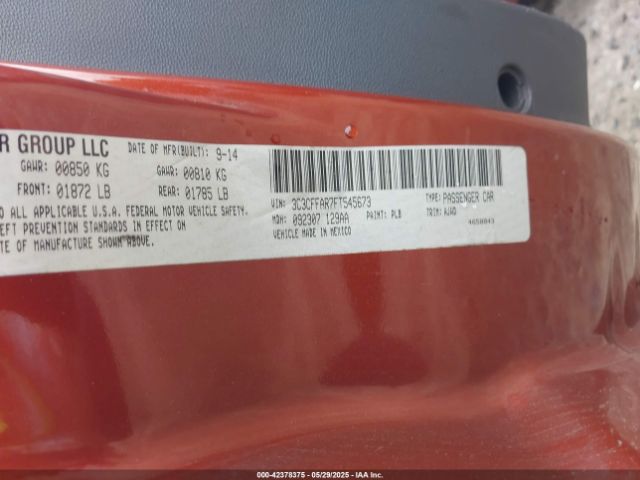 R GROUP LLC DATE OF MFR(BUILT): 9-14
GAWR: 00850 KG GAWR: 00810 KG
FRONT: 01872 LB REAR: 01785 LB
O ALL APPLICABLE U.S.A. FEDERAL MOTOR VEHICLE SAFETY,
EFT PREVENTION STANDARDS IN EFFECT ON
TE OF MANUFACTURE SHOWN ABOVE.
VIN: 3C3CFFAR7FT545673 TYPE: PASSENGER CAR
MDH: 092307 129AA PAINT: PLB TRIM: AJAD
VEHICLE MADE IN MEXICO 4658843
000-42378375 - 05/29/2025 - IAA Inc.